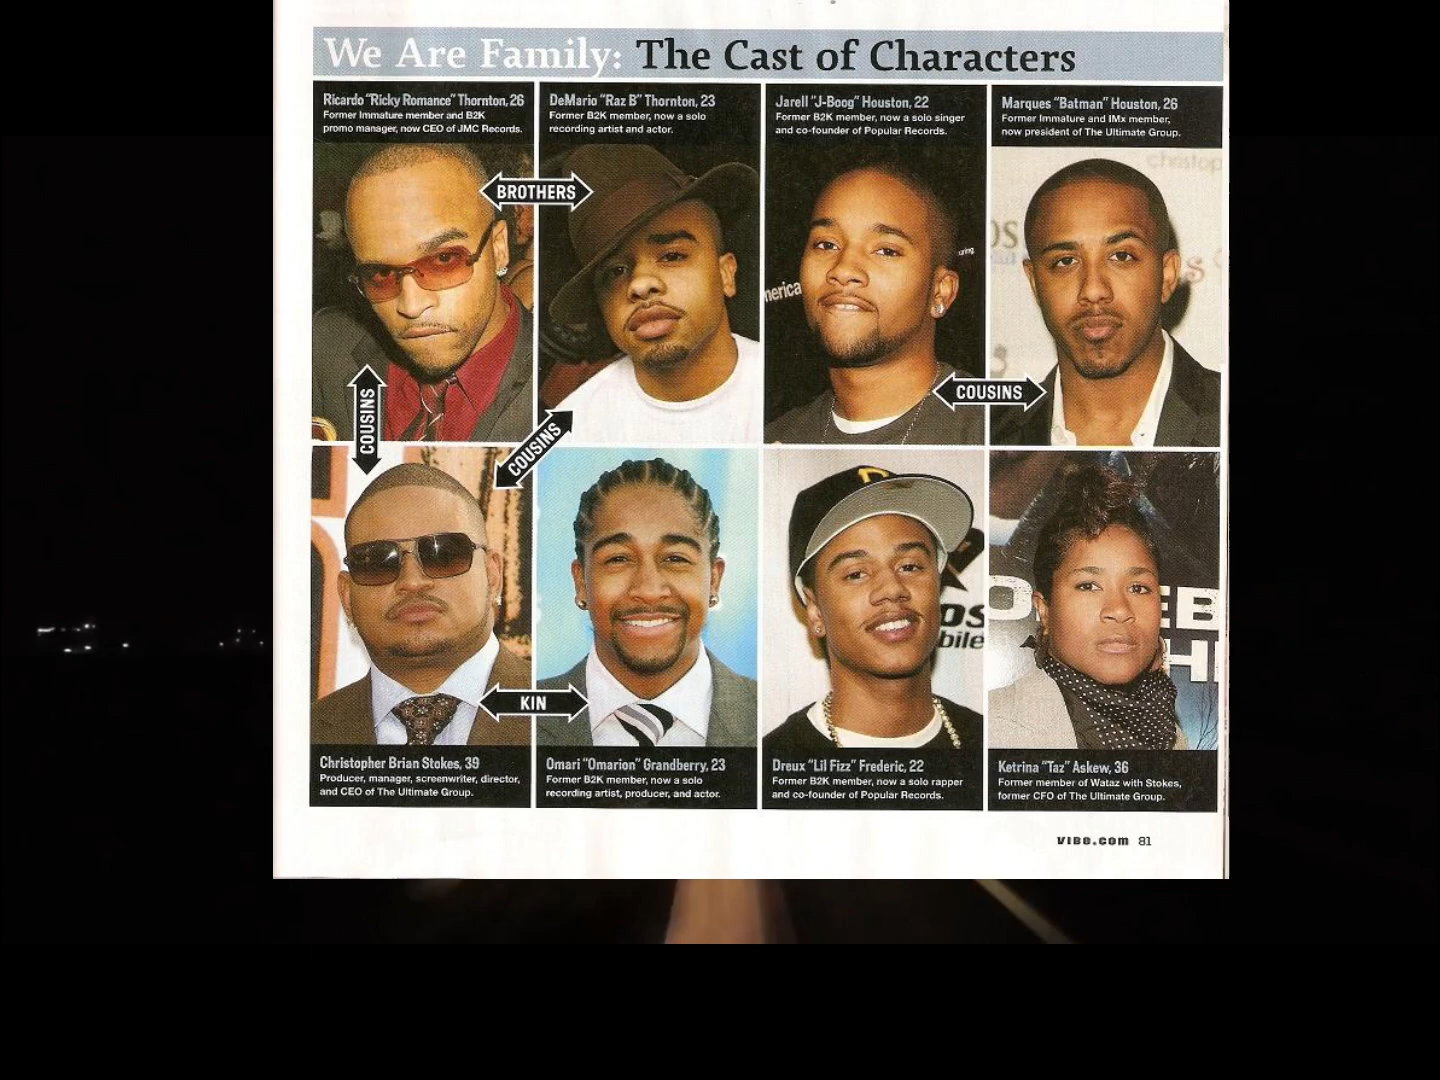 We Are Family: The Cast of Characters
Ricardo "Ricky Romance" Thornton, 26
Former Immature member and B2K
promo manager, now CEO of JMC Records.
DeMario "Raz B" Thornton, 23
Former B2K member, now a solo
recording artist and actor.
Jarell "J-Boog" Houston, 22
Former B2K member, now a solo singer
and co-founder of Popular Records.
Marques "Batman" Houston, 26
Former Immature and IMx member,
now president of The Ultimate Group.
BROTHERS
christop
OS
merica
COUSINS
COUSINS
COUSINS
KIN
OS
bile
Christopher Brian Stokes, 39
Producer, manager, screenwriter, director,
and CEO of The Ultimate Group.
Omari "Omarion" Grandberry, 23
Former B2K member, now a solo
recording artist, producer, and actor.
Dreux "Lil Fizz" Frederic, 22
Former B2K member, now a solo rapper
and co-founder of Popular Records.
Ketrina "Taz" Askew, 36
Former member of Wataz with Stokes,
former CFO of The Ultimate Group.
VIBE.com 81